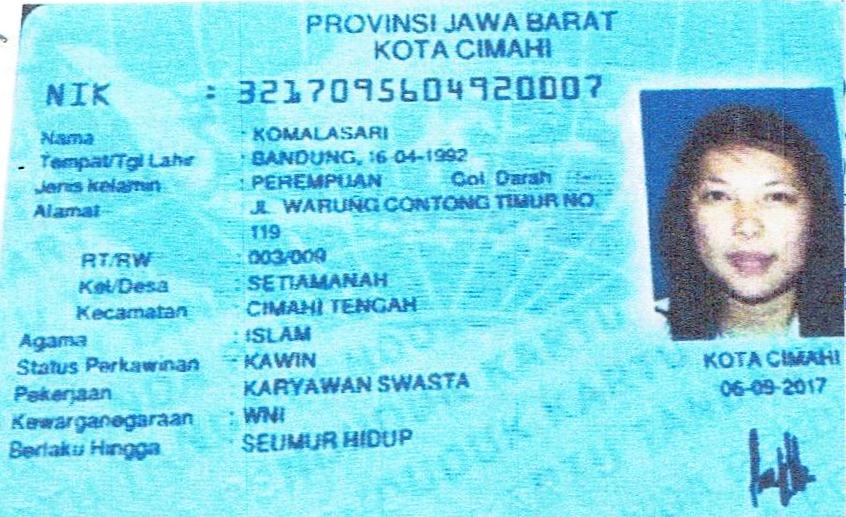 PROVINSI JAWA BARAT
KOTA CIMAHI
NIK : 3217095604920007
Nama : KOMALASARI
Tempat/Tgl Lahir : BANDUNG, 16-04-1992
Jenis kelamin : PEREMPUAN Gol. Darah : -
Alamat : JL. WARUNG CONTONG TIMUR NO.
119
RT/RW : 003/009
Kel/Desa : SETIAMANAH
Kecamatan : CIMAHI TENGAH
Agama : ISLAM
Status Perkawinan : KAWIN
Pekerjaan : KARYAWAN SWASTA
Kewarganegaraan : WNI
Berlaku Hingga : SEUMUR HIDUP
KOTA CIMAHI
06-09-2017